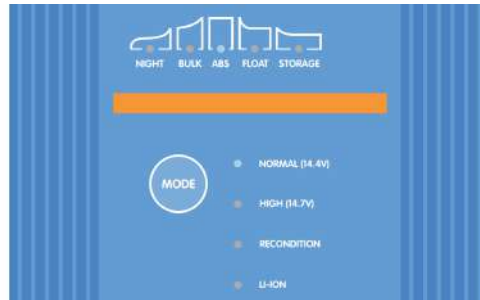 NIGHT BULK ABS FLOAT STORAGE
NORMAL (14.4V)
MODE
HIGH (14.7V)
RECONDITION
LI-ION